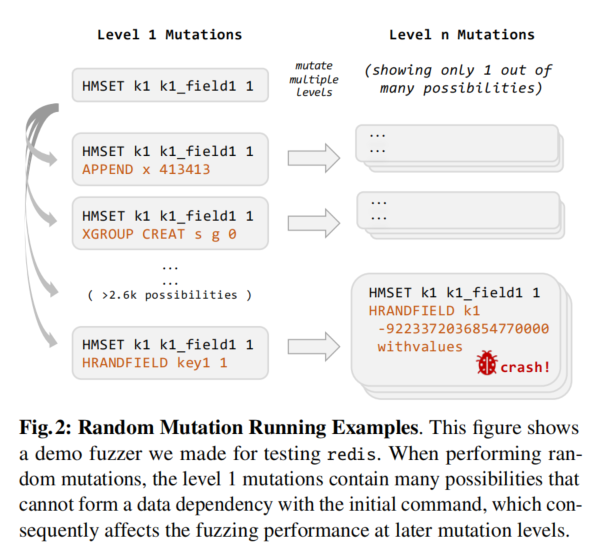 Level 1 Mutations
Level n Mutations
HMSET k1 k1_field1 1
mutate
multiple
levels
(showing only 1 out of
many possibilities)
HMSET k1 k1_field1 1
APPEND x 413413
...
...
HMSET k1 k1_field1 1
XGROUP CREAT s g 0
...
...
...
...
( >2.6k possibilities )
HMSET k1 k1_field1 1
HRANDFIELD key1 1
HMSET k1 k1_field1 1
HRANDFIELD k1
-9223372036854770000
withvalues
crash!
Fig. 2: Random Mutation Running Examples. This figure shows
a demo fuzzer we made for testing redis. When performing ran-
dom mutations, the level 1 mutations contain many possibilities that
cannot form a data dependency with the initial command, which con-
sequently affects the fuzzing performance at later mutation levels.